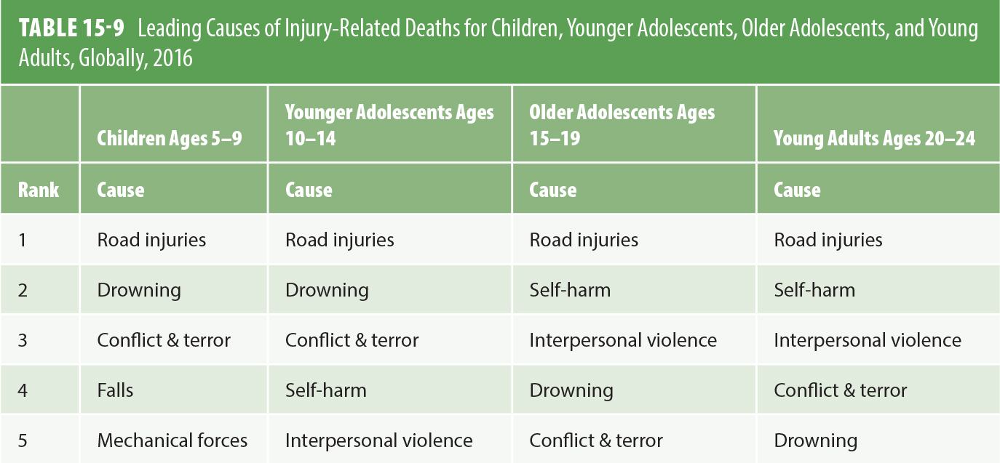 TABLE 15-9 Leading Causes of Injury-Related Deaths for Children, Younger Adolescents, Older Adolescents, and Young
Adults, Globally, 2016
Children Ages 5–9 Younger Adolescents Ages 10–14 Older Adolescents Ages 15–19 Young Adults Ages 20–24
Rank Cause Cause Cause Cause
1 Road injuries Road injuries Road injuries Road injuries
2 Drowning Drowning Self-harm Self-harm
3 Conflict & terror Conflict & terror Interpersonal violence Interpersonal violence
4 Falls Self-harm Drowning Conflict & terror
5 Mechanical forces Interpersonal violence Conflict & terror Drowning